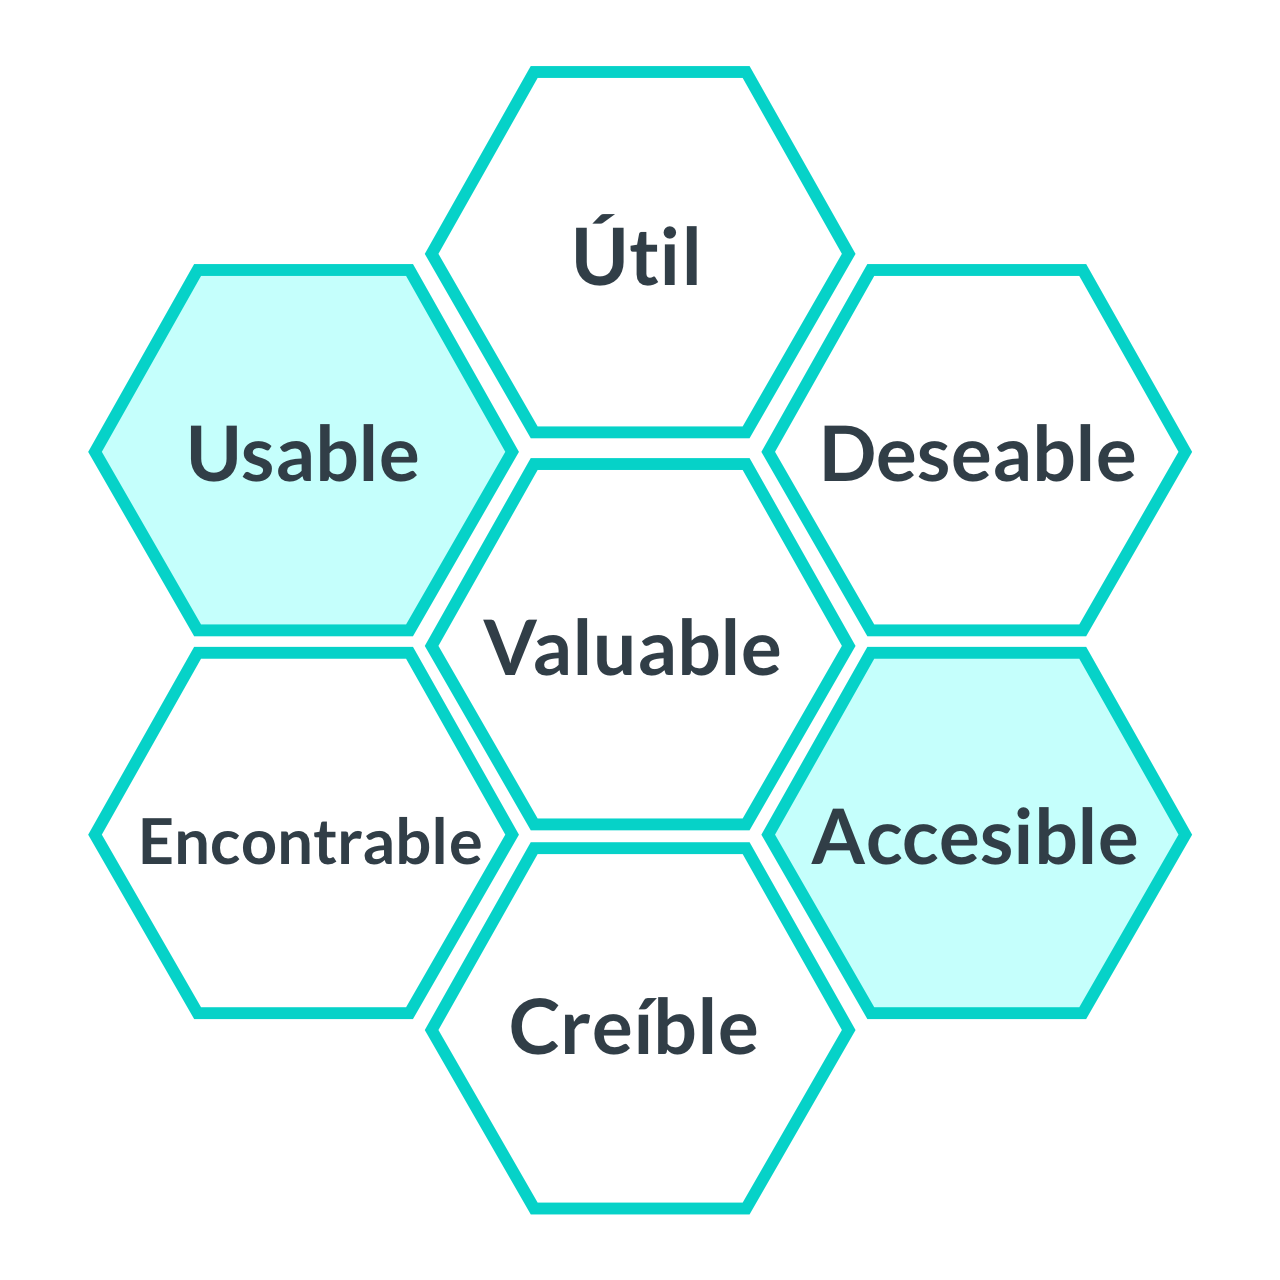 Útil
Usable
Deseable
Valuable
Encontrable
Accesible
Creíble